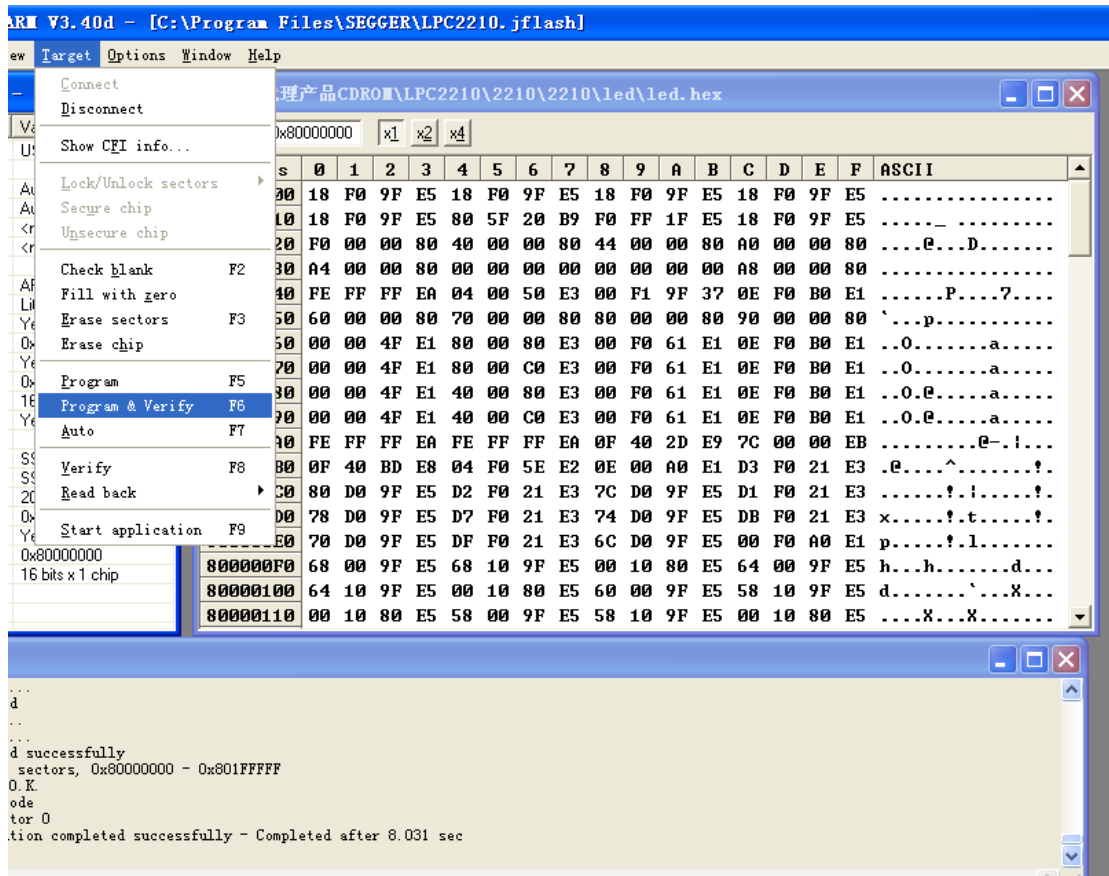 ARM V3.40d - [C:\Program Files\SEGGER\LPC2210.jflash]
ew Target Options Window Help
Connect
Disconnect
Show CFI info...
Lock/Unlock sectors
Secure chip
Unsecure chip
Check blank F2
Fill with zero
Erase sectors F3
Erase chip
Program F5
Program & Verify F6
Auto F7
Verify F8
Read back
Start application F9
0x80000000
16 bits x 1 chip
理产品CDROM\LPC2210\2210\2210\led\led.hex
0x80000000 x1 x2 x4
s 0 1 2 3 4 5 6 7 8 9 A B C D E F ASCII
00 18 F0 9F E5 18 F0 9F E5 18 F0 9F E5 18 F0 9F E5 ................
10 18 F0 9F E5 80 5F 20 B9 F0 FF 1F E5 18 F0 9F E5 ....._ .........
20 F0 00 00 80 40 00 00 80 44 00 00 80 A0 00 00 80 ....@...D.......
30 A4 00 00 80 00 00 00 00 00 00 00 00 A8 00 00 80 ................
40 FE FF FF EA 04 00 50 E3 00 F1 9F 37 0E F0 B0 E1 ......P....7....
50 60 00 00 80 70 00 00 80 80 00 00 80 90 00 00 80 `...p...........
60 00 00 4F E1 80 00 80 E3 00 F0 61 E1 0E F0 B0 E1 ..O.......a.....
70 00 00 4F E1 80 00 C0 E3 00 F0 61 E1 0E F0 B0 E1 ..O.......a.....
80 00 00 4F E1 40 00 80 E3 00 F0 61 E1 0E F0 B0 E1 ..O.@.....a.....
90 00 00 4F E1 40 00 C0 E3 00 F0 61 E1 0E F0 B0 E1 ..O.@.....a.....
A0 FE FF FF EA FE FF FF EA 0F 40 2D E9 7C 00 00 EB .........@-.|...
B0 0F 40 BD E8 04 F0 5E E2 0E 00 A0 E1 D3 F0 21 E3 .@....^.......!.
C0 80 D0 9F E5 D2 F0 21 E3 7C D0 9F E5 D1 F0 21 E3 ......!.|.....!.
D0 78 D0 9F E5 D7 F0 21 E3 74 D0 9F E5 DB F0 21 E3 x.....!.t.....!.
E0 70 D0 9F E5 DF F0 21 E3 6C D0 9F E5 00 F0 A0 E1 p.....!.l.......
800000F0 68 00 9F E5 68 10 9F E5 00 10 80 E5 64 00 9F E5 h...h.......d...
80000100 64 10 9F E5 00 10 80 E5 60 00 9F E5 58 10 9F E5 d.......`...X...
80000110 00 10 80 E5 58 00 9F E5 58 10 9F E5 00 10 80 E5 ....X...X.......
...
d
..
...
d successfully
sectors, 0x80000000 - 0x801FFFFF
O.K.
ode
tor 0
tion completed successfully - Completed after 8.031 sec